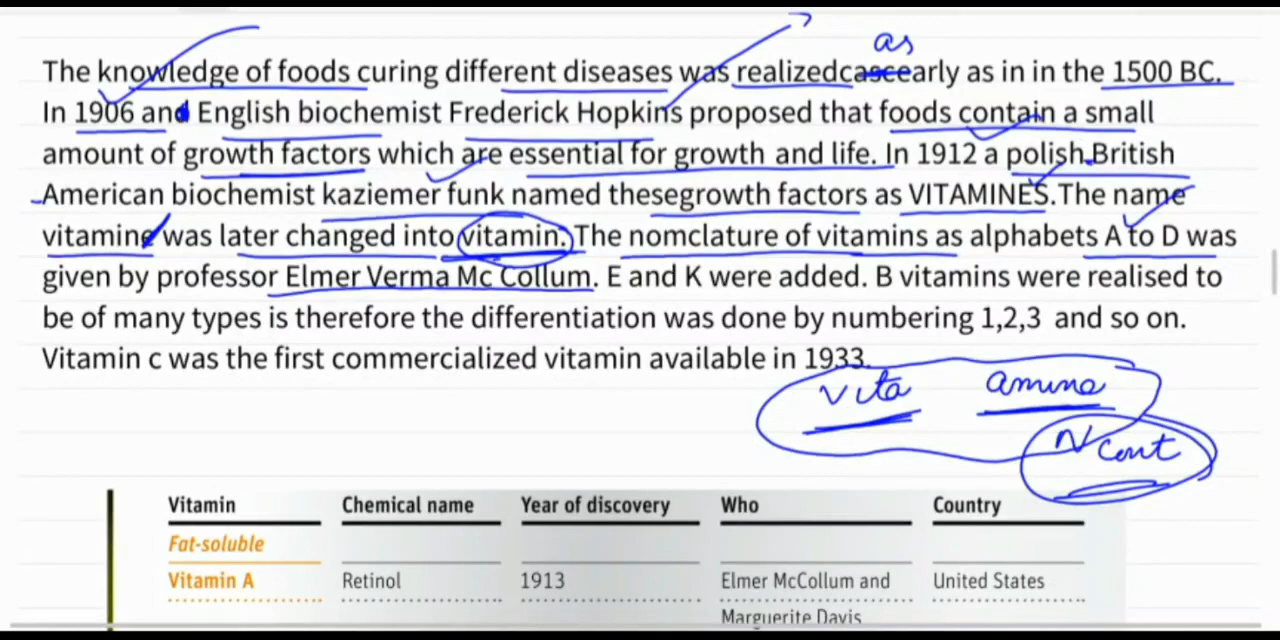 as
The knowledge of foods curing different diseases was realizedcascearly as in in the 1500 BC.
In 1906 and English biochemist Frederick Hopkins proposed that foods contain a small
amount of growth factors which are essential for growth and life. In 1912 a polish.British
American biochemist kaziemer funk named thesegrowth factors as VITAMINES.The name
vitamine was later changed into vitamin. The nomclature of vitamins as alphabets A to D was
given by professor Elmer Verma Mc Collum. E and K were added. B vitamins were realised to
be of many types is therefore the differentiation was done by numbering 1,2,3 and so on.
Vitamin c was the first commercialized vitamin available in 1933.
vita amine
N cont
Vitamin Chemical name Year of discovery Who Country
Fat-soluble
Vitamin A Retinol 1913 Elmer McCollum and United States
Marguerite Davis